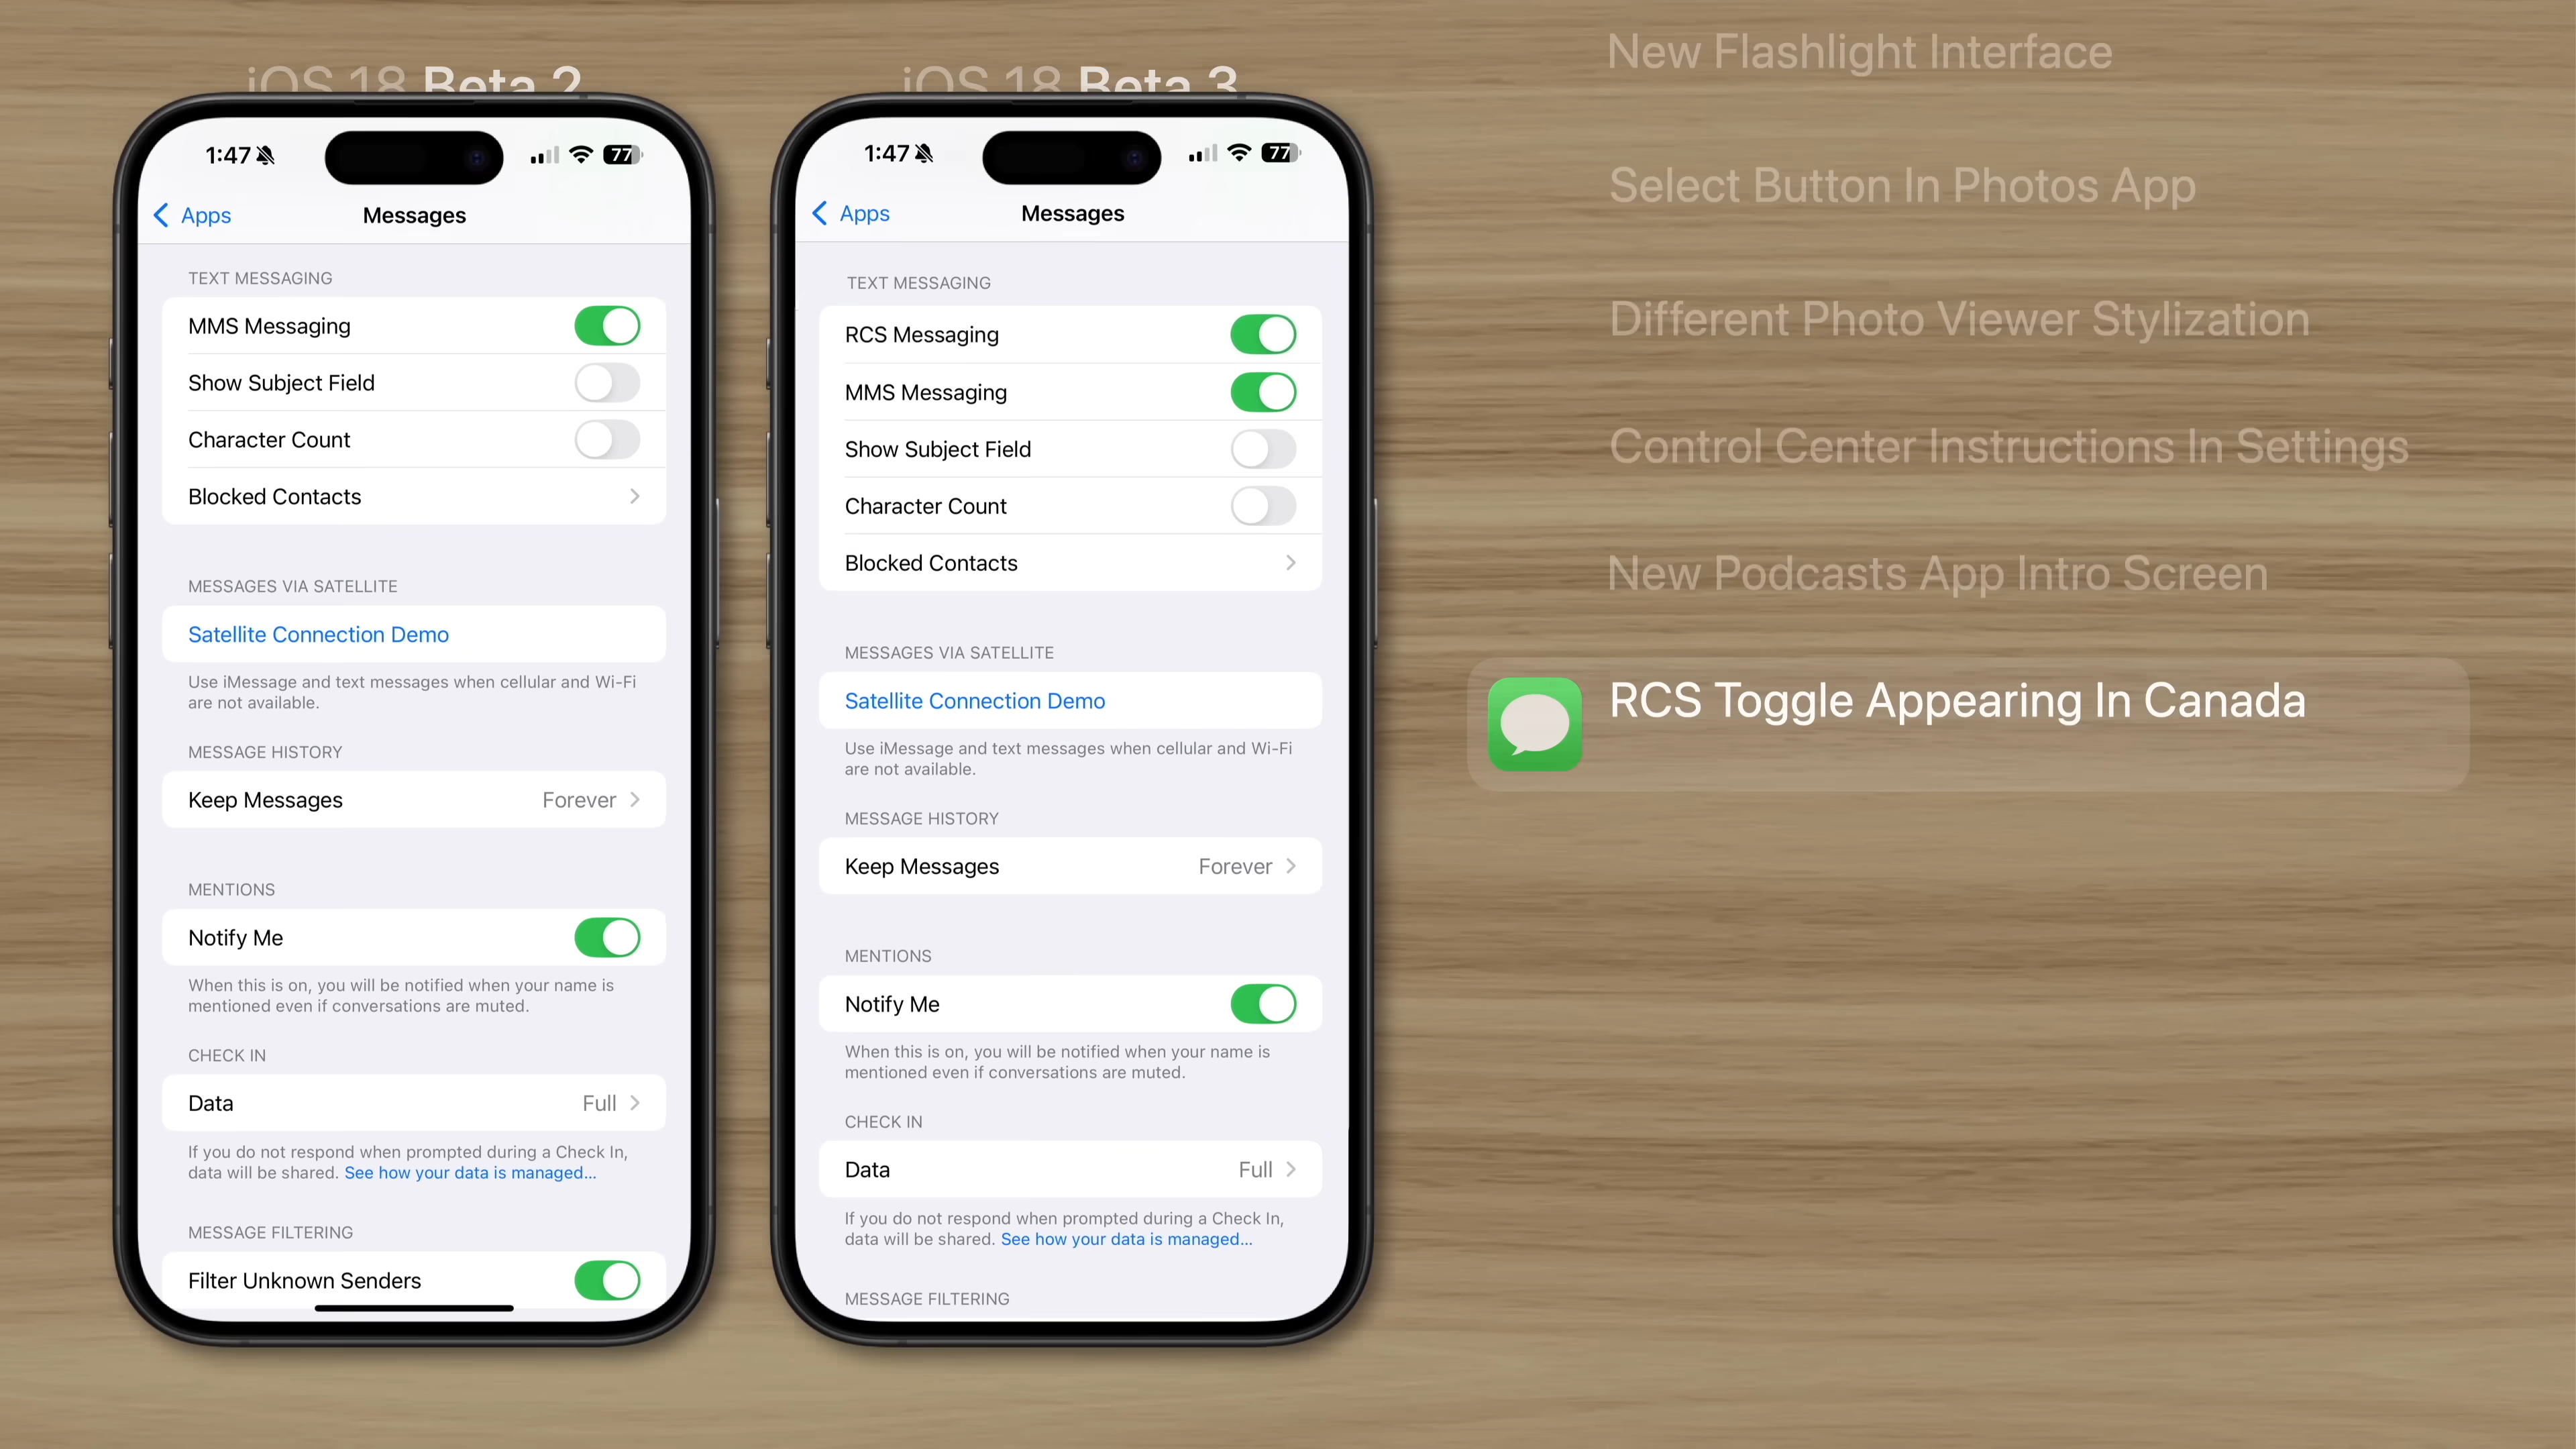 iOS 18 Beta 2
1:47
77
Apps
Messages
TEXT MESSAGING
MMS Messaging
Show Subject Field
Character Count
Blocked Contacts
MESSAGES VIA SATELLITE
Satellite Connection Demo
Use iMessage and text messages when cellular and Wi-Fi
are not available.
MESSAGE HISTORY
Keep Messages Forever
MENTIONS
Notify Me
When this is on, you will be notified when your name is
mentioned even if conversations are muted.
CHECK IN
Data Full
If you do not respond when prompted during a Check In,
data will be shared. See how your data is managed...
MESSAGE FILTERING
Filter Unknown Senders
iOS 18 Beta 3
1:47
77
Apps
Messages
TEXT MESSAGING
RCS Messaging
MMS Messaging
Show Subject Field
Character Count
Blocked Contacts
MESSAGES VIA SATELLITE
Satellite Connection Demo
Use iMessage and text messages when cellular and Wi-Fi
are not available.
MESSAGE HISTORY
Keep Messages Forever
MENTIONS
Notify Me
When this is on, you will be notified when your name is
mentioned even if conversations are muted.
CHECK IN
Data Full
If you do not respond when prompted during a Check In,
data will be shared. See how your data is managed...
MESSAGE FILTERING
New Flashlight Interface
Select Button In Photos App
Different Photo Viewer Stylization
Control Center Instructions In Settings
New Podcasts App Intro Screen
RCS Toggle Appearing In Canada